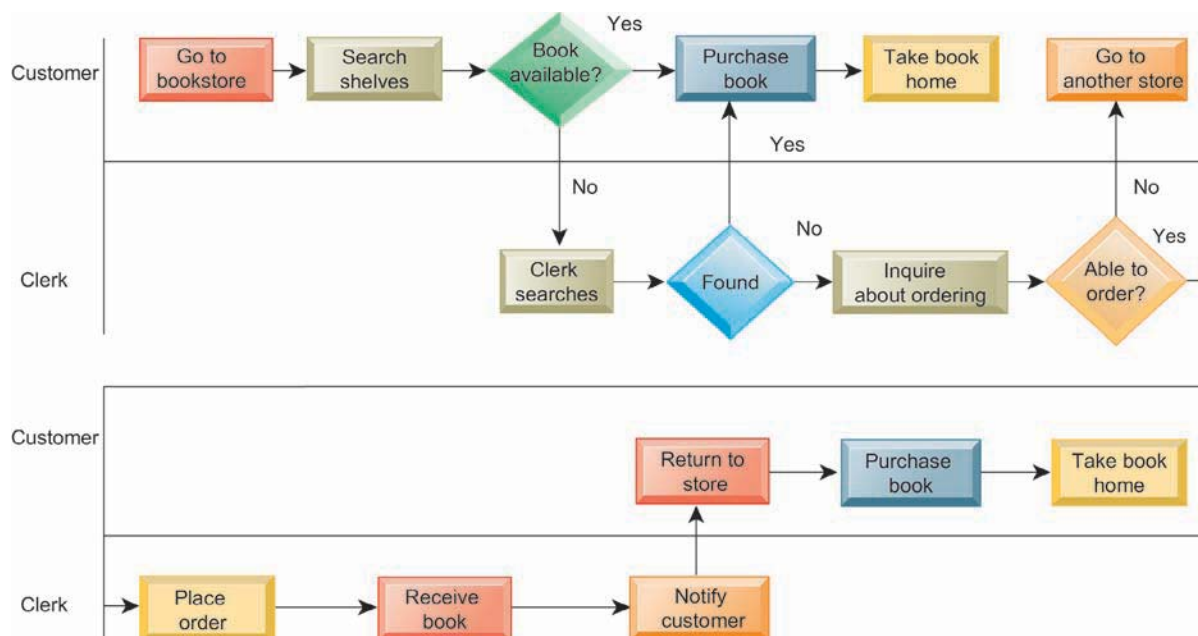 Customer
Go to
bookstore
Search
shelves
Book
available?
Yes
Purchase
book
Take book
home
Go to
another store
No
Yes
No
Clerk
Clerk
searches
Found
No
Inquire
about ordering
Able to
order?
Yes
Customer
Return to
store
Purchase
book
Take book
home
Clerk
Place
order
Receive
book
Notify
customer